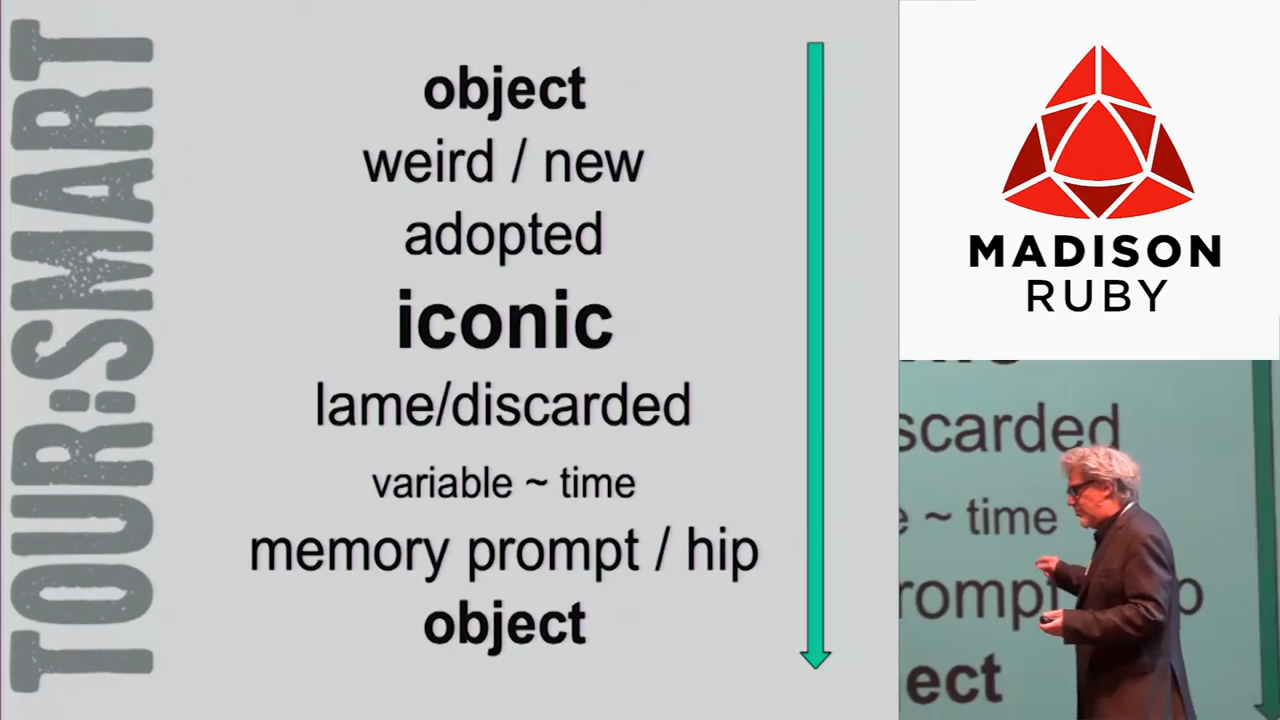 TOUR:SMART
object
weird / new
adopted
iconic
lame/discarded
variable ~ time
memory prompt / hip
object
MADISON
RUBY
scarded
e ~ time
rompt
p
ect